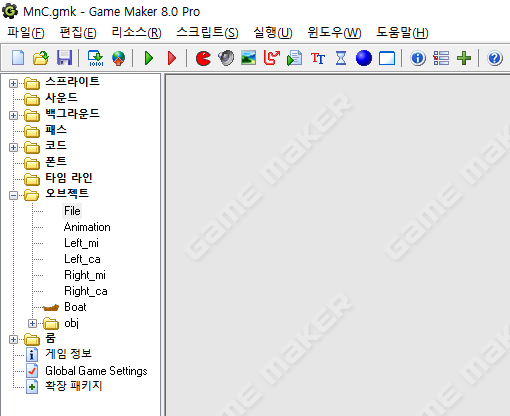 MnC.gmk - Game Maker 8.0 Pro
파일(F) 편집(E) 리소스(R) 스크립트(S) 실행(U) 윈도우(W) 도움말(H)
스프라이트
사운드
백그라운드
패스
코드
폰트
타임 라인
오브젝트
File
Animation
Left_mi
Left_ca
Right_mi
Right_ca
Boat
obj
룸
게임 정보
Global Game Settings
확장 패키지
GAME MAKER
GAME MAKER
GAME MAKER
GAME MAKER